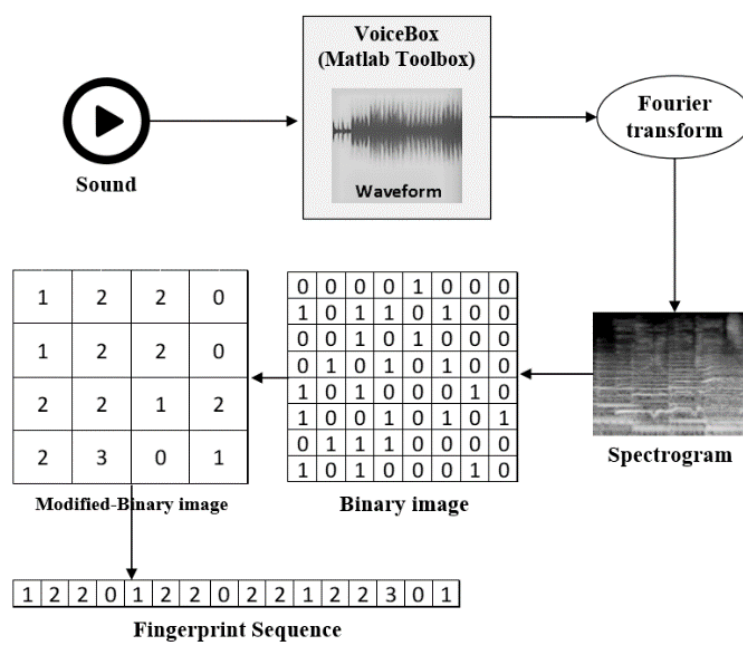 VoiceBox
(Matlab Toolbox)
Waveform
Sound
Fourier
transform
Spectrogram
0 0 0 0 1 0 0 0
1 0 1 1 0 1 0 0
0 0 1 0 1 0 0 0
0 1 0 1 0 1 0 0
1 0 1 0 0 0 1 0
1 0 0 1 0 1 0 1
0 1 1 1 0 0 0 0
1 0 1 0 0 0 1 0
Binary image
1 2 2 0
1 2 2 0
2 2 1 2
2 3 0 1
Modified-Binary image
1 2 2 0 1 2 2 0 2 2 1 2 2 3 0 1
Fingerprint Sequence